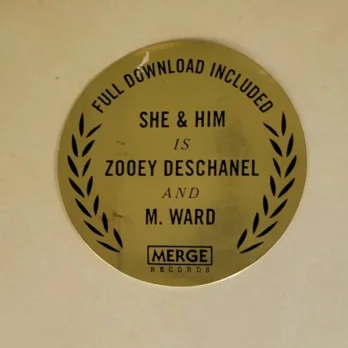 FULL DOWNLOAD INCLUDED
SHE & HIM
IS
ZOOEY DESCHANEL
AND
M. WARD
MERGE
RECORDS